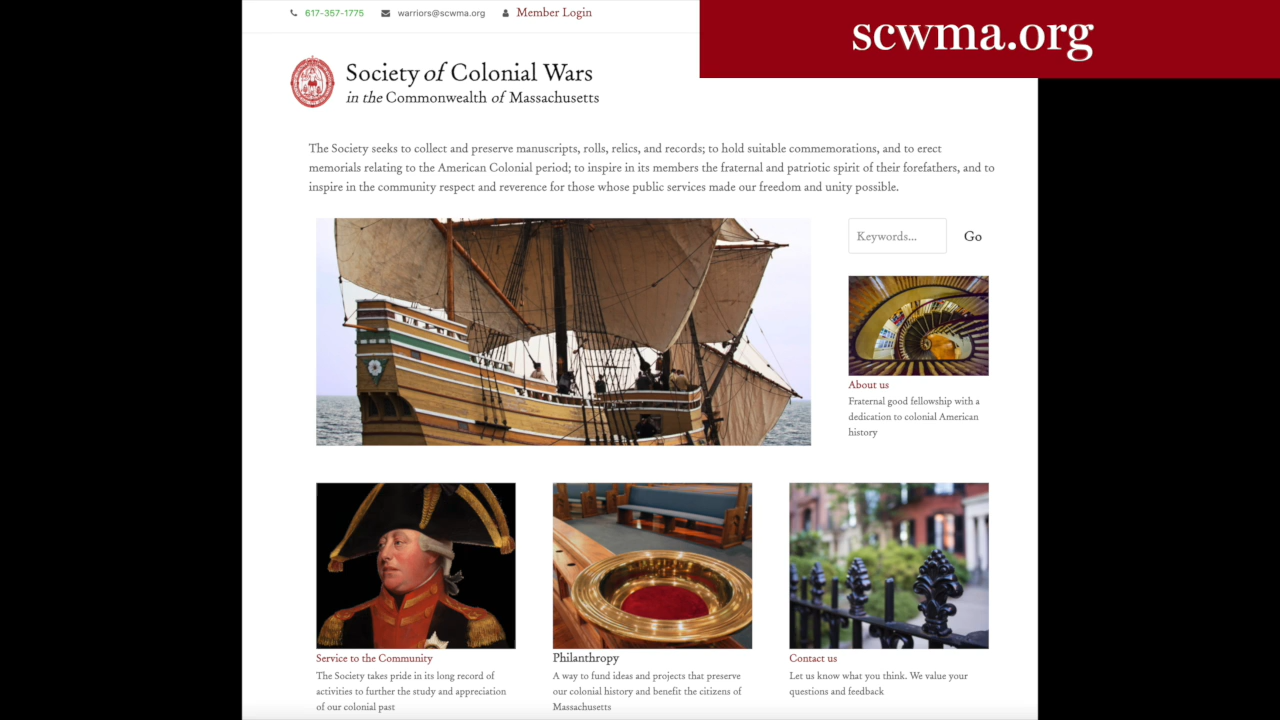 617-357-1775 warriors@scwma.org Member Login
scwma.org
Society of Colonial Wars
in the Commonwealth of Massachusetts
The Society seeks to collect and preserve manuscripts, rolls, relics, and records; to hold suitable commemorations, and to erect
memorials relating to the American Colonial period; to inspire in its members the fraternal and patriotic spirit of their forefathers, and to
inspire in the community respect and reverence for those whose public services made our freedom and unity possible.
Keywords... Go
About us
Fraternal good fellowship with a
dedication to colonial American
history
Service to the Community
The Society takes pride in its long record of
activities to further the study and appreciation
of our colonial past
Philanthropy
A way to fund ideas and projects that preserve
our colonial history and benefit the citizens of
Massachusetts
Contact us
Let us know what you think. We value your
questions and feedback